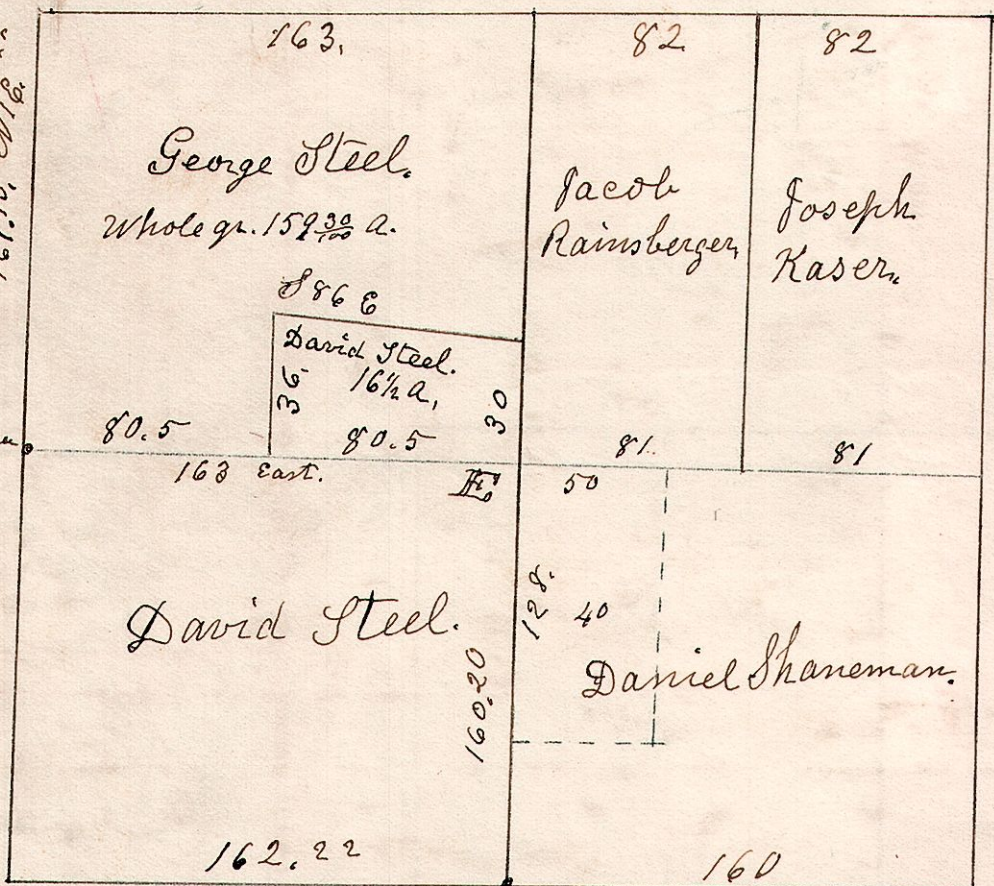 163.
82
82
George Steel.
Whole qr. 159 30/100 a.
Jacob
Rainsberger
Joseph
Kaser.
S 86 E
David Steel.
16 1/2 a,
36
30
80.5
80.5
81
81
163 East.
E
50
128.
40
David Steel.
160.20
Daniel Shaneman.
162.22
160